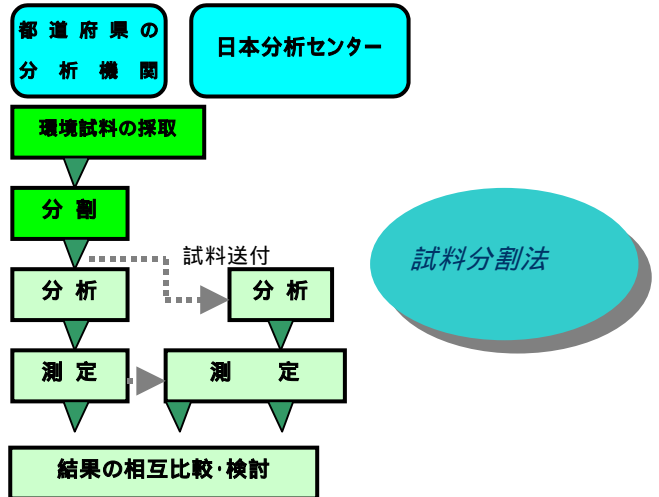 都道府県の
分析機関
日本分析センター
環境試料の採取
分割
試料送付
試料分割法
分析
分析
測定
測定
結果の相互比較・検討